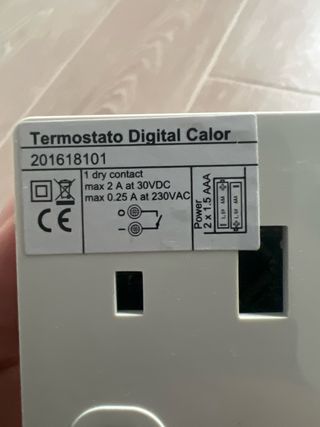 Termostato Digital Calor
201618101
1 dry contact
max 2 A at 30VDC
max 0.25 A at 230VAC
CE
Power
2 x 1.5 AAA